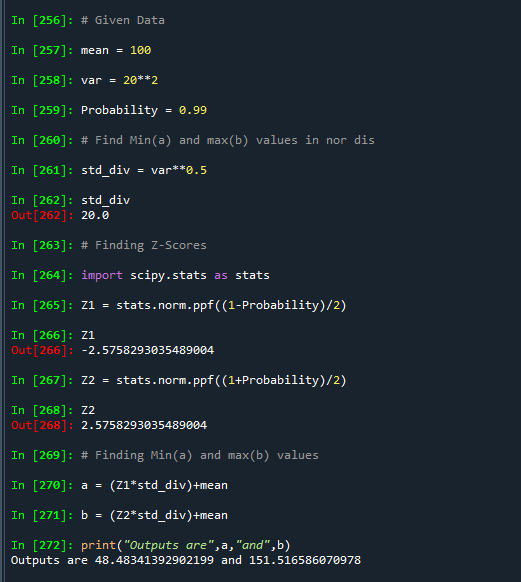 In [256]: # Given Data
In [257]: mean = 100
In [258]: var = 20**2
In [259]: Probability = 0.99
In [260]: # Find Min(a) and max(b) values in nor dis
In [261]: std_div = var**0.5
In [262]: std_div
Out[262]: 20.0
In [263]: # Finding Z-Scores
In [264]: import scipy.stats as stats
In [265]: Z1 = stats.norm.ppf((1-Probability)/2)
In [266]: Z1
Out[266]: -2.5758293035489004
In [267]: Z2 = stats.norm.ppf((1+Probability)/2)
In [268]: Z2
Out[268]: 2.5758293035489004
In [269]: # Finding Min(a) and max(b) values
In [270]: a = (Z1*std_div)+mean
In [271]: b = (Z2*std_div)+mean
In [272]: print("Outputs are",a,"and",b)
Outputs are 48.48341392902199 and 151.516586070978